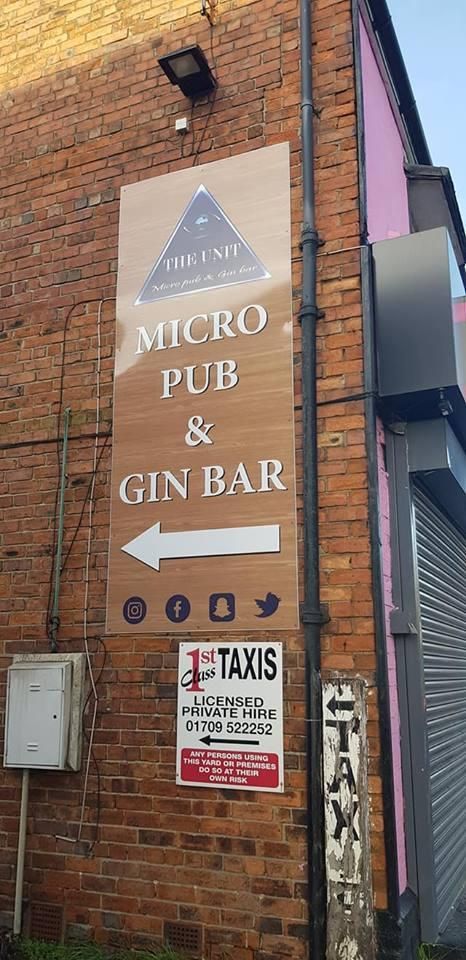 THE UNIT
Micro pub & Gin bar
MICRO
PUB
&
GIN BAR
1st Class TAXIS
LICENSED
PRIVATE HIRE
01709 522252
ANY PERSONS USING
THIS YARD OR PREMISES
DO SO AT THEIR
OWN RISK
TAXI